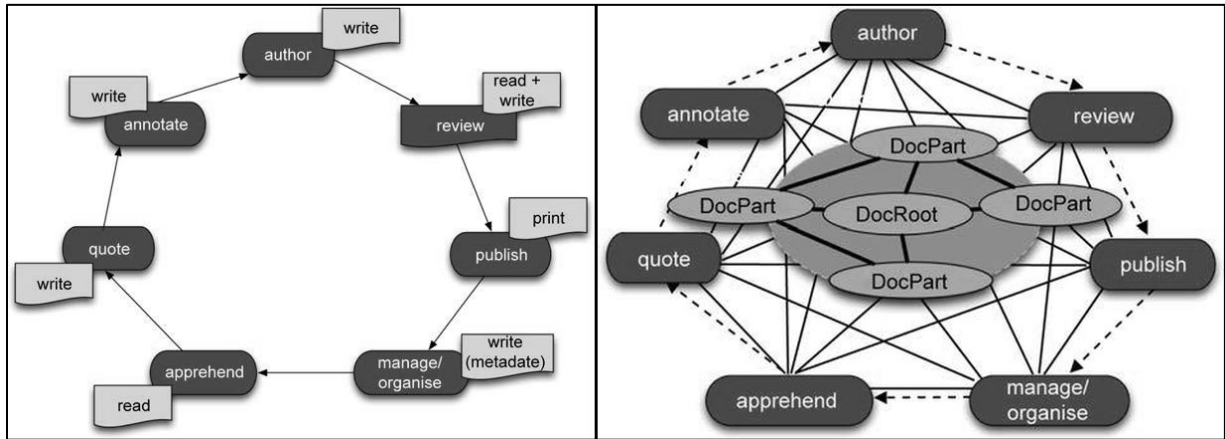 write
author
read +
write
review
write
annotate
print
publish
quote
write
write
(metadate)
manage/
organise
apprehend
read
author
annotate
review
DocPart
DocPart
DocRoot
DocPart
quote
publish
DocPart
apprehend
manage/
organise